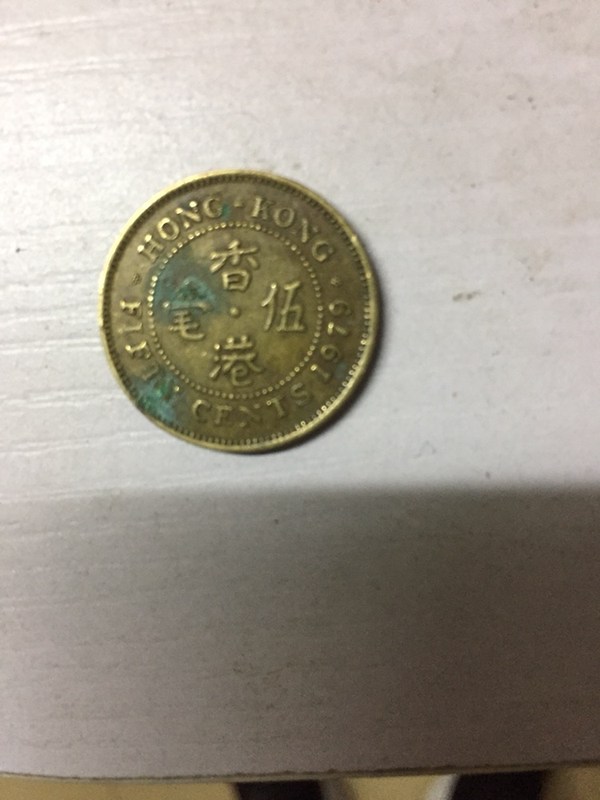 HONG · KONG
香·港
伍毫
FIFTY CENTS 1979